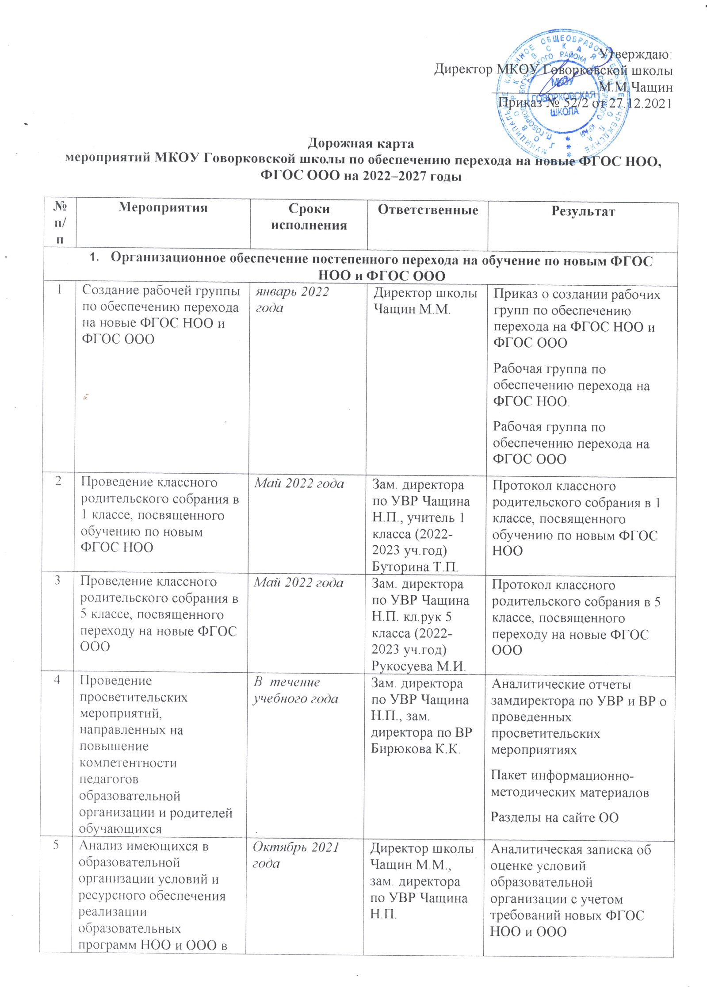 Утверждаю:
Директор МКОУ Говорковской школы
М.М.Чащин
Приказ № 52/2 от 27.12.2021
МУНИЦИПАЛЬНОЕ КАЗЕННОЕ ОБЩЕОБРАЗОВАТЕЛЬНОЕ УЧРЕЖДЕНИЕ
ГОВОРКОВСКАЯ ШКОЛА
П.ГОВОРКОВО БОГУЧАНСКОГО РАЙОНА КРАСНОЯРСКОГО КРАЯ
МКОУ
ГОВОРКОВСКАЯ
ШКОЛА
Дорожная карта
мероприятий МКОУ Говорковской школы по обеспечению перехода на новые ФГОС НОО,
ФГОС ООО на 2022–2027 годы
№
п/
п
Мероприятия
Сроки
исполнения
Ответственные
Результат
1. Организационное обеспечение постепенного перехода на обучение по новым ФГОС
НОО и ФГОС ООО
1
Создание рабочей группы
по обеспечению перехода
на новые ФГОС НОО и
ФГОС ООО
январь 2022
года
Директор школы
Чащин М.М.
Приказ о создании рабочих
групп по обеспечению
перехода на ФГОС НОО и
ФГОС ООО
Рабочая группа по
обеспечению перехода на
ФГОС НОО.
Рабочая группа по
обеспечению перехода на
ФГОС ООО
2
Проведение классного
родительского собрания в
1 классе, посвященного
обучению по новым
ФГОС НОО
Май 2022 года
Зам. директора
по УВР Чащина
Н.П., учитель 1
класса (2022-
2023 уч.год)
Буторина Т.П.
Протокол классного
родительского собрания в 1
классе, посвященного
обучению по новым ФГОС
НОО
3
Проведение классного
родительского собрания в
5 классе, посвященного
переходу на новые ФГОС
ООО
Май 2022 года
Зам. директора
по УВР Чащина
Н.П. кл.рук 5
класса (2022-
2023 уч.год)
Рукосуева М.И.
Протокол классного
родительского собрания в 5
классе, посвященного
переходу на новые ФГОС
ООО
4
Проведение
просветительских
мероприятий,
направленных на
повышение
компетентности
педагогов
образовательной
организации и родителей
обучающихся
В течение
учебного года
Зам. директора
по УВР Чащина
Н.П., зам.
директора по ВР
Бирюкова К.К.
Аналитические отчеты
замдиректора по УВР и ВР о
проведенных
просветительских
мероприятиях
Пакет информационно-
методических материалов
Разделы на сайте ОО
5
Анализ имеющихся в
образовательной
организации условий и
ресурсного обеспечения
реализации
образовательных
программ НОО и ООО в
Октябрь 2021
года
Директор школы
Чащин М.М.,
зам. директора
по УВР Чащина
Н.П.
Аналитическая записка об
оценке условий
образовательной
организации с учетом
требований новых ФГОС
НОО и ООО